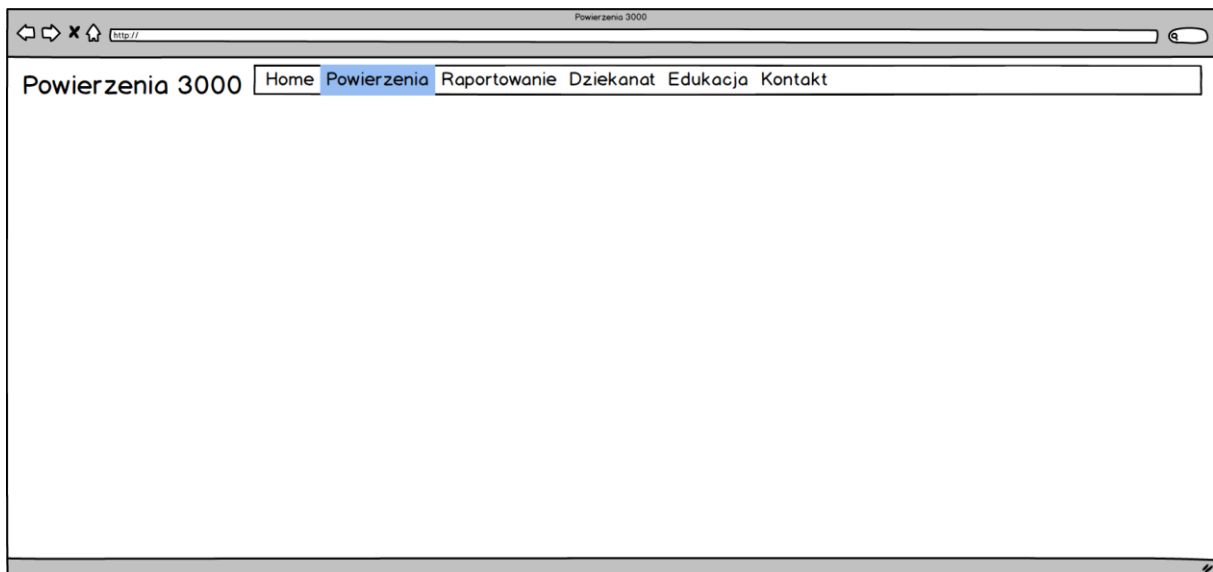 Powierzenia 3000
http://
Powierzenia 3000
Home Powierzenia Raportowanie Dziekanat Edukacja Kontakt